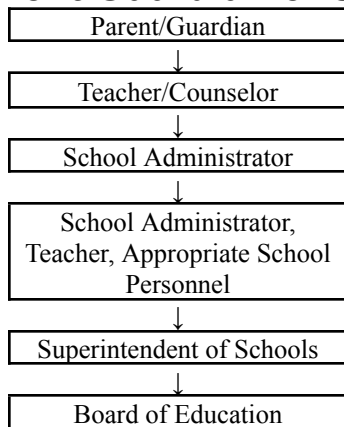 Parent/Guardian
↓
Teacher/Counselor
↓
School Administrator
↓
School Administrator,
Teacher, Appropriate School
Personnel
↓
Superintendent of Schools
↓
Board of Education